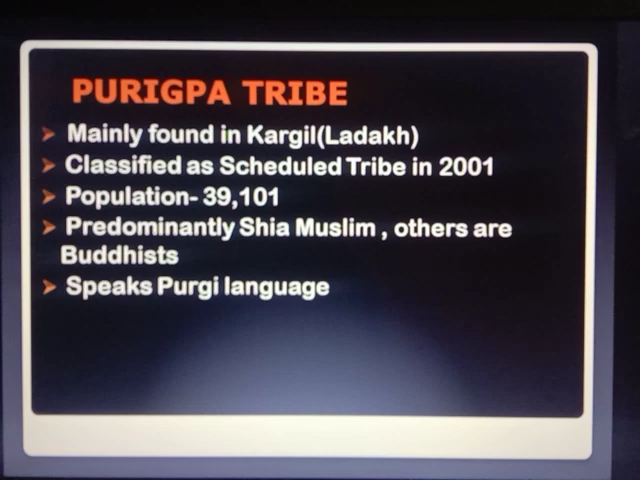 PURIGPA TRIBE
➤ Mainly found in Kargil(Ladakh)
➤ Classified as Scheduled Tribe in 2001
➤ Population- 39,101
➤ Predominantly Shia Muslim , others are
Buddhists
➤ Speaks Purgi language